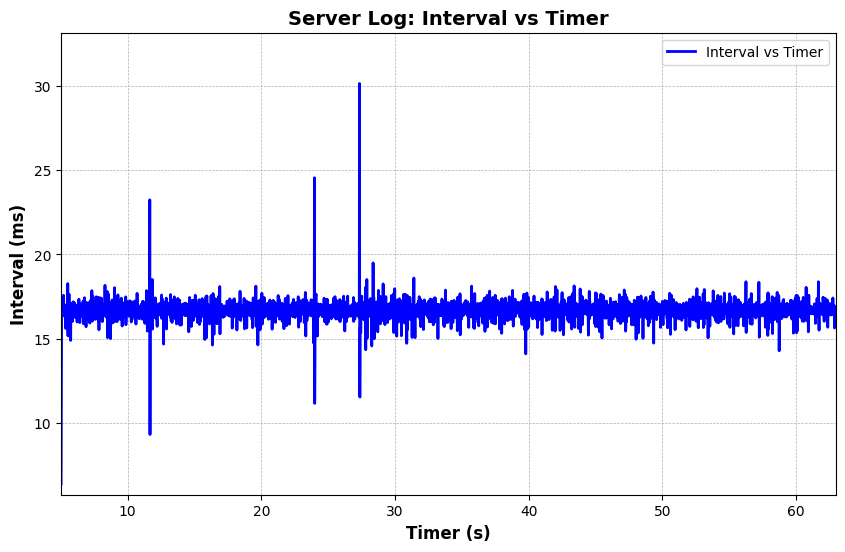 Server Log: Interval vs Timer
Interval vs Timer
30
25
20
15
10
Interval (ms)
10 20 30 40 50 60
Timer (s)